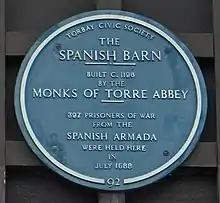 TORBAY CIVIC SOCIETY
THE
SPANISH BARN
BUILT C. 1196
BY THE
MONKS OF TORRE ABBEY
397 PRISONERS OF WAR
FROM THE
SPANISH ARMADA
WERE HELD HERE
IN
JULY 1588
92